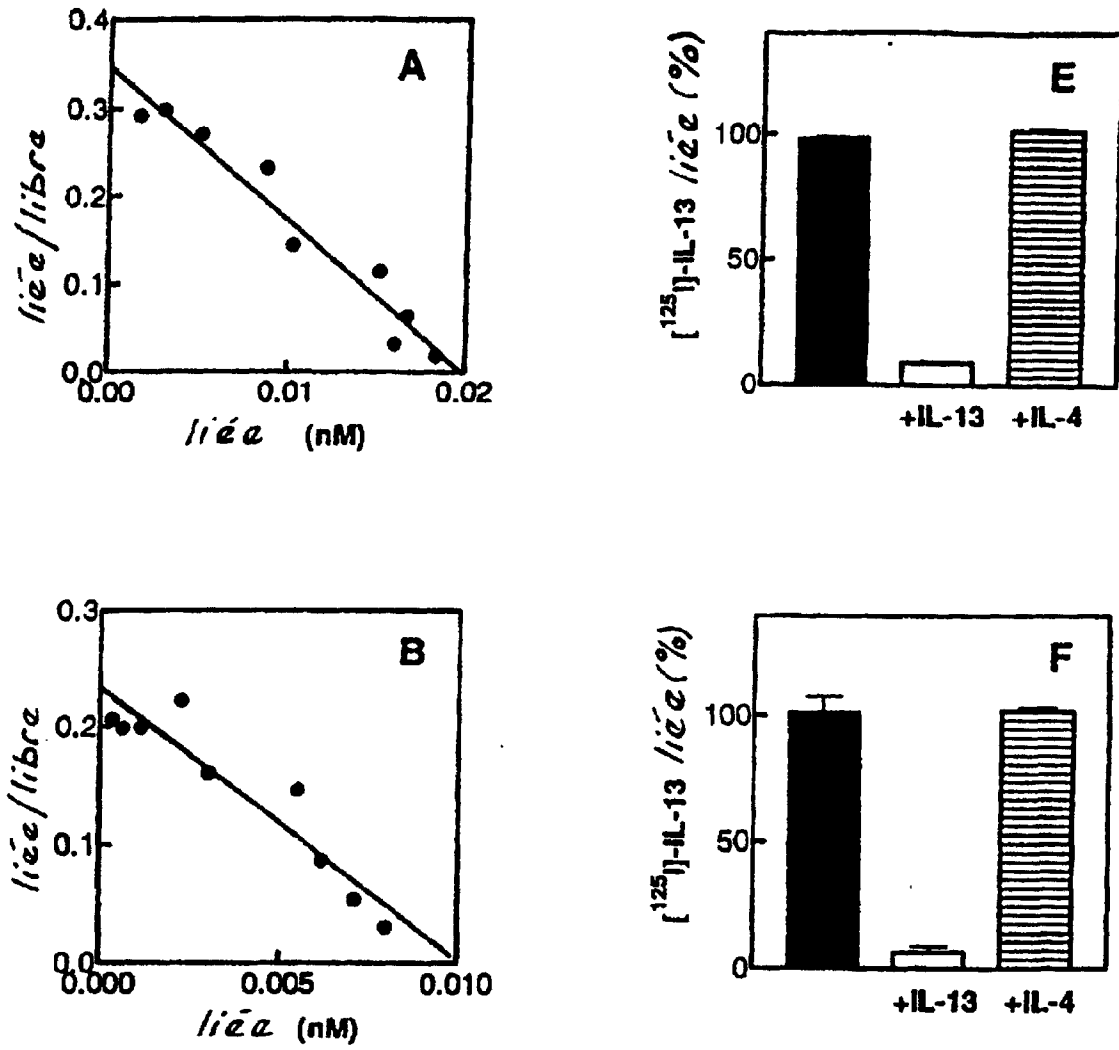 A
liée/libre
0.4
0.3
0.2
0.1
0.0
0.00
0.01
0.02
liée (nM)
E
[125I]-IL-13 liée (%)
100
50
0
+IL-13 +IL-4
B
liée/libre
0.3
0.2
0.1
0.0
0.000
0.005
0.010
liée (nM)
F
[125I]-IL-13 liée (%)
100
50
0
+IL-13 +IL-4